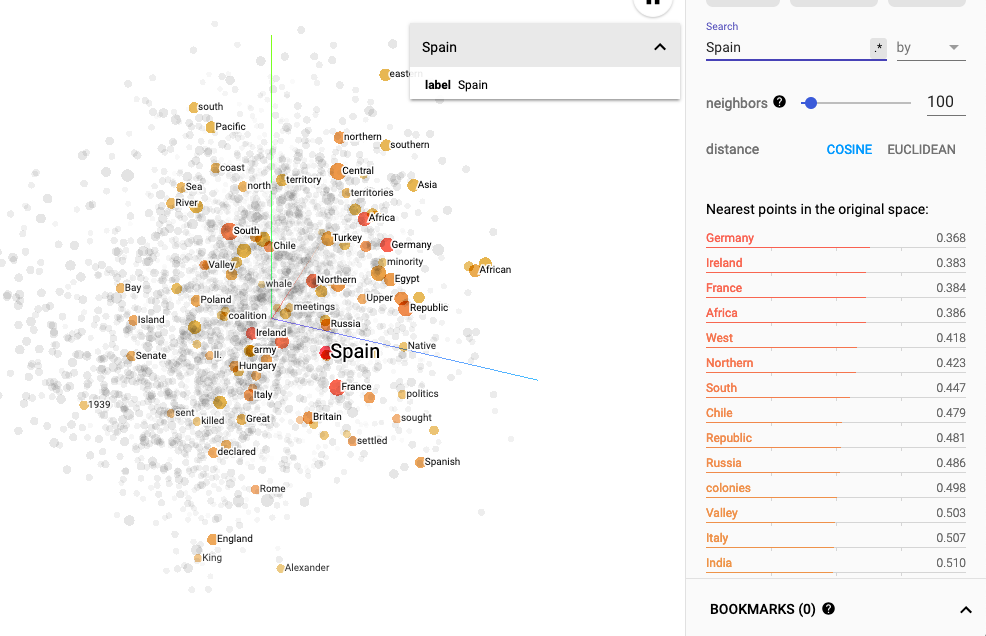 Spain
label Spain
eastern
south
Pacific
northern
southern
coast
Central
Sea
north
territory
Asia
territories
River
Africa
South
Turkey
Chile
Germany
minority
Valley
African
whale
Northern
Egypt
Bay
Poland
Upper
meetings
Republic
coalition
Island
Russia
Ireland
Native
army
Spain
Senate
II.
Hungary
France
Italy
politics
1939
sent
Great
Britain
sought
killed
settled
declared
Spanish
Rome
England
King
Alexander
Search
Spain .* by
neighbors ? 100
distance COSINE EUCLIDEAN
Nearest points in the original space:
Germany 0.368
Ireland 0.383
France 0.384
Africa 0.386
West 0.418
Northern 0.423
South 0.447
Chile 0.479
Republic 0.481
Russia 0.486
colonies 0.498
Valley 0.503
Italy 0.507
India 0.510
BOOKMARKS (0) ?